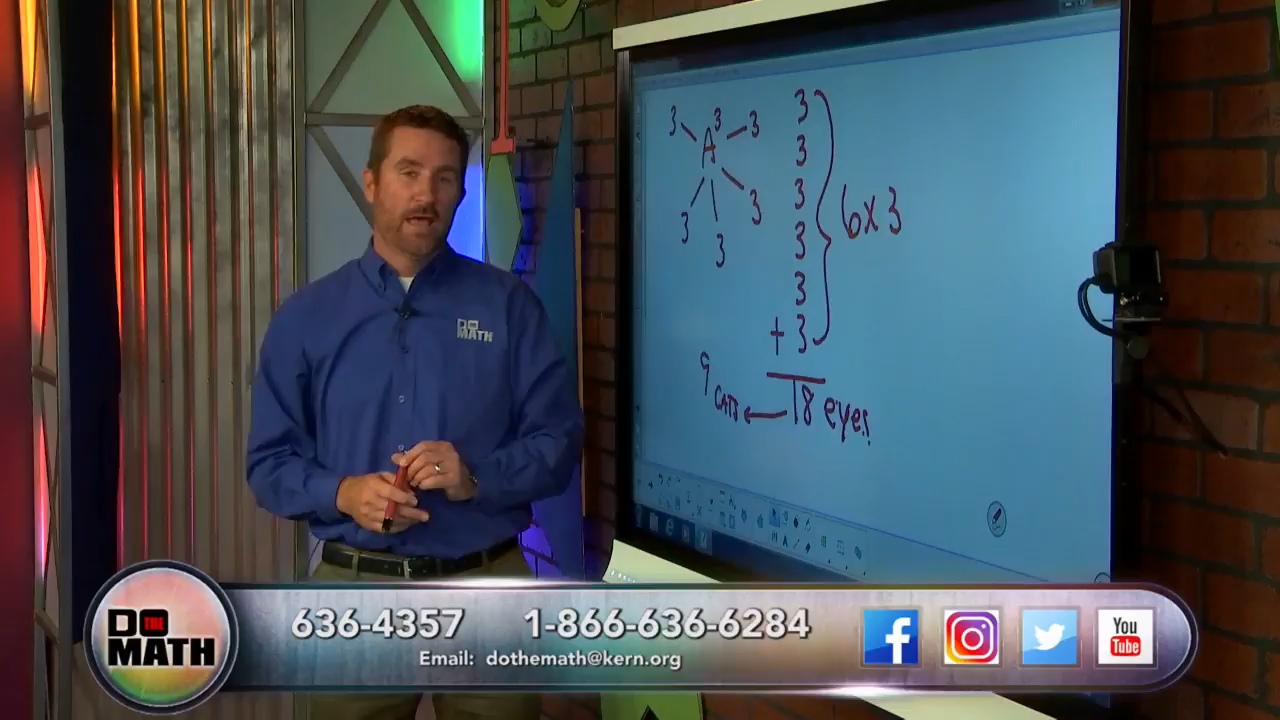 3 A 3 3
3 3 3
3
3
3
3
3
+ 3
6x3
18 eyes
9 CATS
DO MATH
DO THE MATH
636-4357 1-866-636-6284
Email: dothemath@kern.org
f
You Tube